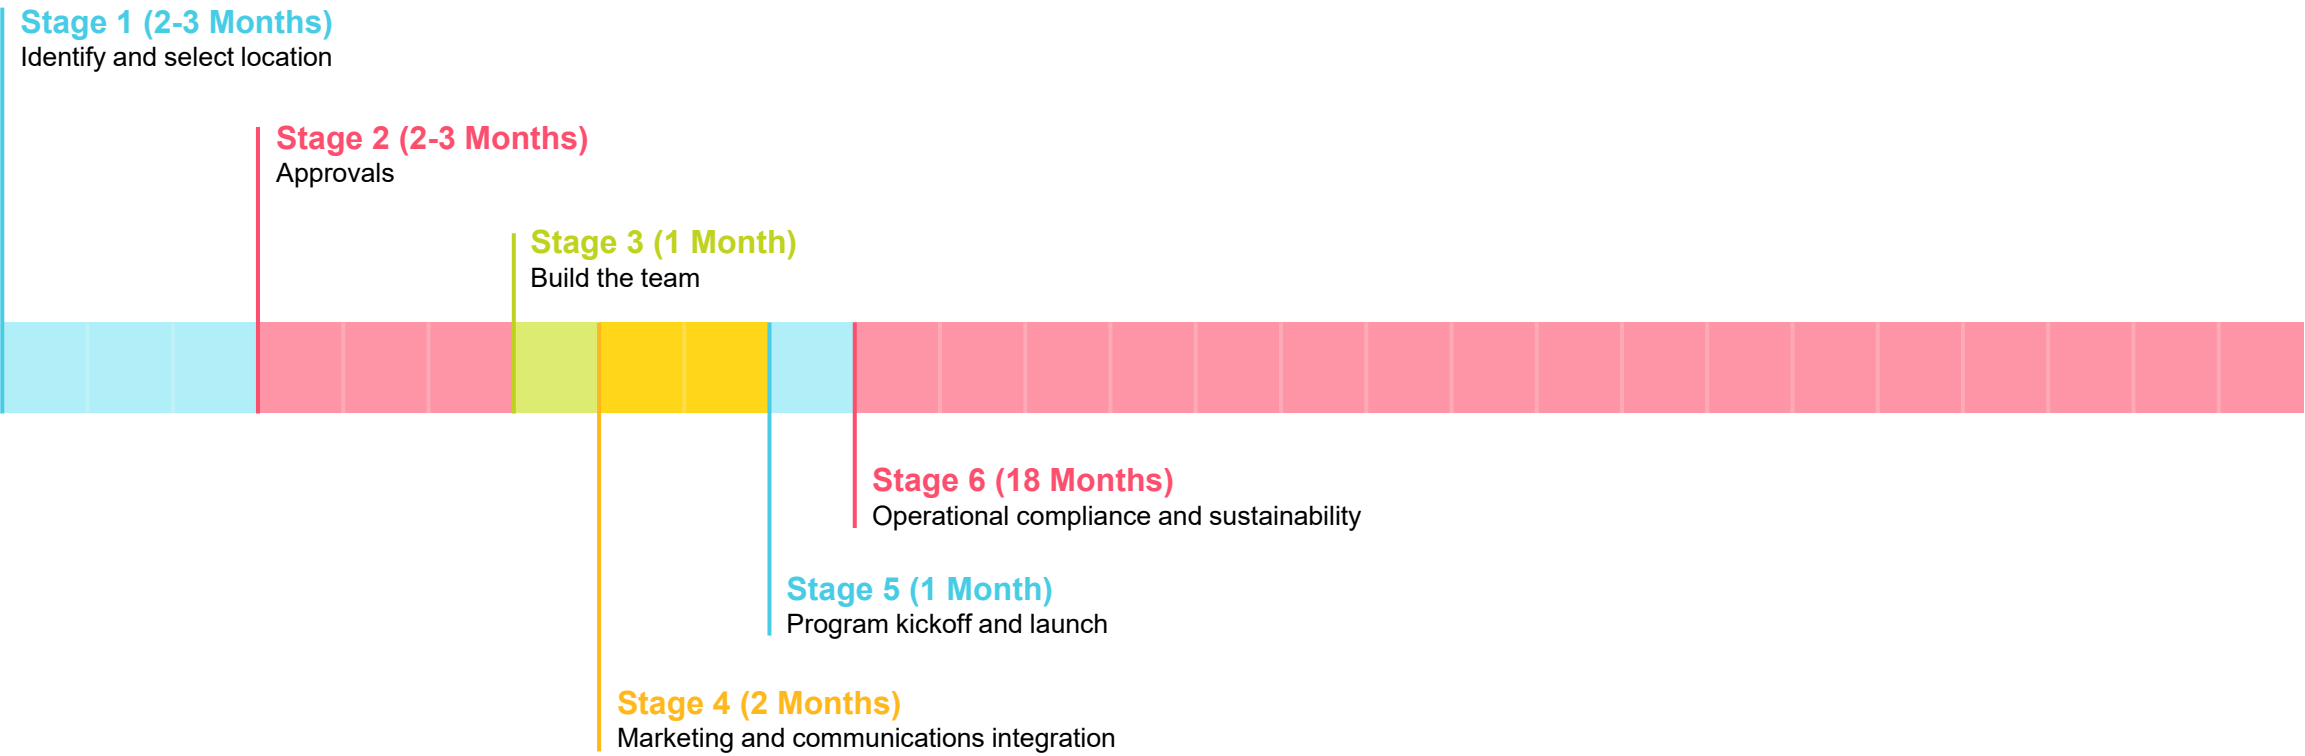 Stage 1 (2-3 Months)
Identify and select location
Stage 2 (2-3 Months)
Approvals
Stage 3 (1 Month)
Build the team
Stage 6 (18 Months)
Operational compliance and sustainability
Stage 5 (1 Month)
Program kickoff and launch
Stage 4 (2 Months)
Marketing and communications integration